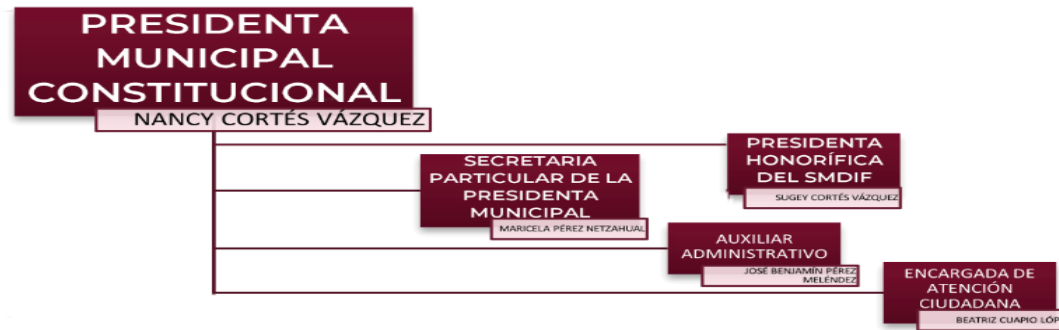 PRESIDENTA
MUNICIPAL
CONSTITUCIONAL
NANCY CORTÉS VÁZQUEZ
PRESIDENTA
HONORÍFICA
DEL SMDIF
SUGEY CORTÉS VÁZQUEZ
SECRETARIA
PARTICULAR DE LA
PRESIDENTA
MUNICIPAL
MARICELA PÉREZ NETZAHUAL
AUXILIAR
ADMINISTRATIVO
JOSÉ BENJAMÍN PÉREZ
MELÉNDEZ
ENCARGADA DE
ATENCIÓN
CIUDADANA
BEATRIZ CUAPIO